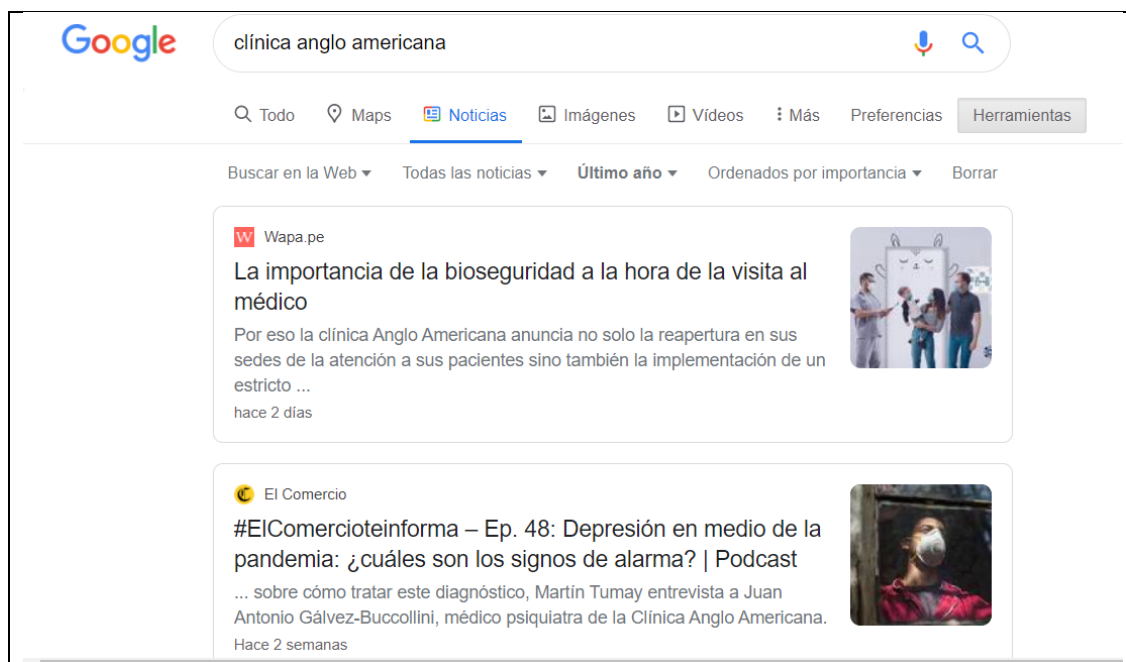 Google
clínica anglo americana
Todo Maps Noticias Imágenes Vídeos Más Preferencias Herramientas
Buscar en la Web Todas las noticias Último año Ordenados por importancia Borrar
W Wapa.pe
La importancia de la bioseguridad a la hora de la visita al
médico
Por eso la clínica Anglo Americana anuncia no solo la reapertura en sus
sedes de la atención a sus pacientes sino también la implementación de un
estricto ...
hace 2 días
El Comercio
#ElComercioteinforma – Ep. 48: Depresión en medio de la
pandemia: ¿cuáles son los signos de alarma? | Podcast
... sobre cómo tratar este diagnóstico, Martín Tumay entrevista a Juan
Antonio Gálvez-Buccollini, médico psiquiatra de la Clínica Anglo Americana.
Hace 2 semanas